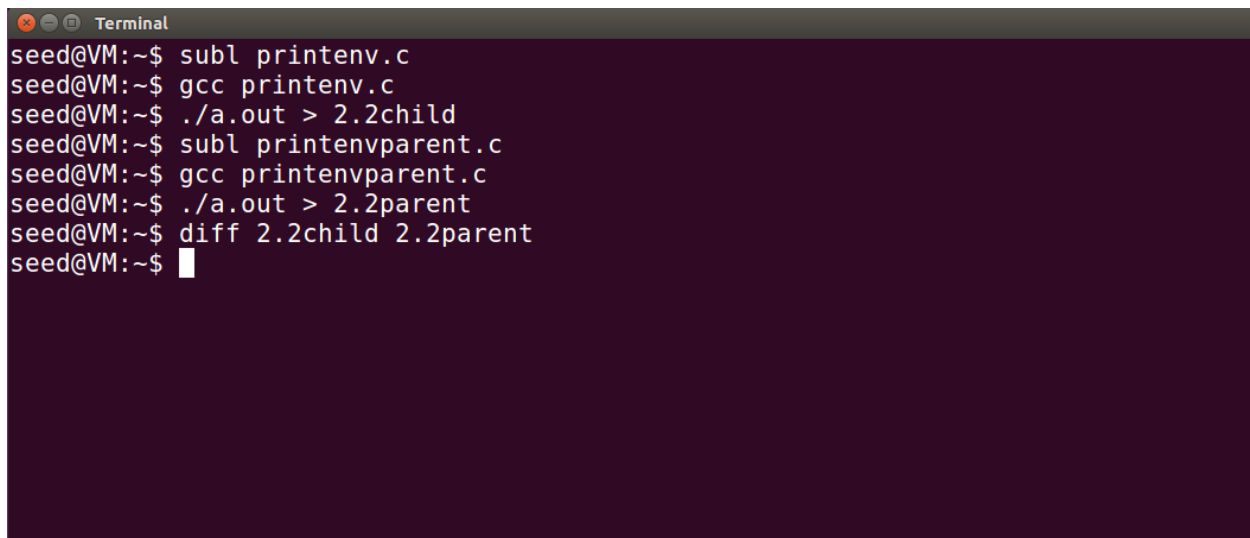 Terminal
seed@VM:~$ subl printenv.c
seed@VM:~$ gcc printenv.c
seed@VM:~$ ./a.out > 2.2child
seed@VM:~$ subl printenvparent.c
seed@VM:~$ gcc printenvparent.c
seed@VM:~$ ./a.out > 2.2parent
seed@VM:~$ diff 2.2child 2.2parent
seed@VM:~$